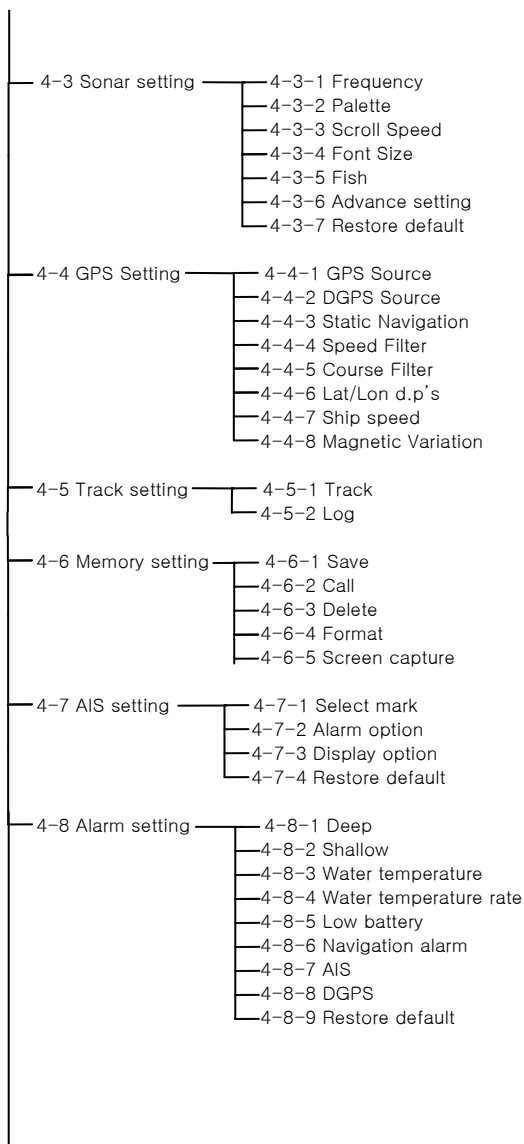 4-3 Sonar setting 4-3-1 Frequency
4-3-2 Palette
4-3-3 Scroll Speed
4-3-4 Font Size
4-3-5 Fish
4-3-6 Advance setting
4-3-7 Restore default
4-4 GPS Setting 4-4-1 GPS Source
4-4-2 DGPS Source
4-4-3 Static Navigation
4-4-4 Speed Filter
4-4-5 Course Filter
4-4-6 Lat/Lon d.p's
4-4-7 Ship speed
4-4-8 Magnetic Variation
4-5 Track setting 4-5-1 Track
4-5-2 Log
4-6 Memory setting 4-6-1 Save
4-6-2 Call
4-6-3 Delete
4-6-4 Format
4-6-5 Screen capture
4-7 AIS setting 4-7-1 Select mark
4-7-2 Alarm option
4-7-3 Display option
4-7-4 Restore default
4-8 Alarm setting 4-8-1 Deep
4-8-2 Shallow
4-8-3 Water temperature
4-8-4 Water temperature rate
4-8-5 Low battery
4-8-6 Navigation alarm
4-8-7 AIS
4-8-8 DGPS
4-8-9 Restore default